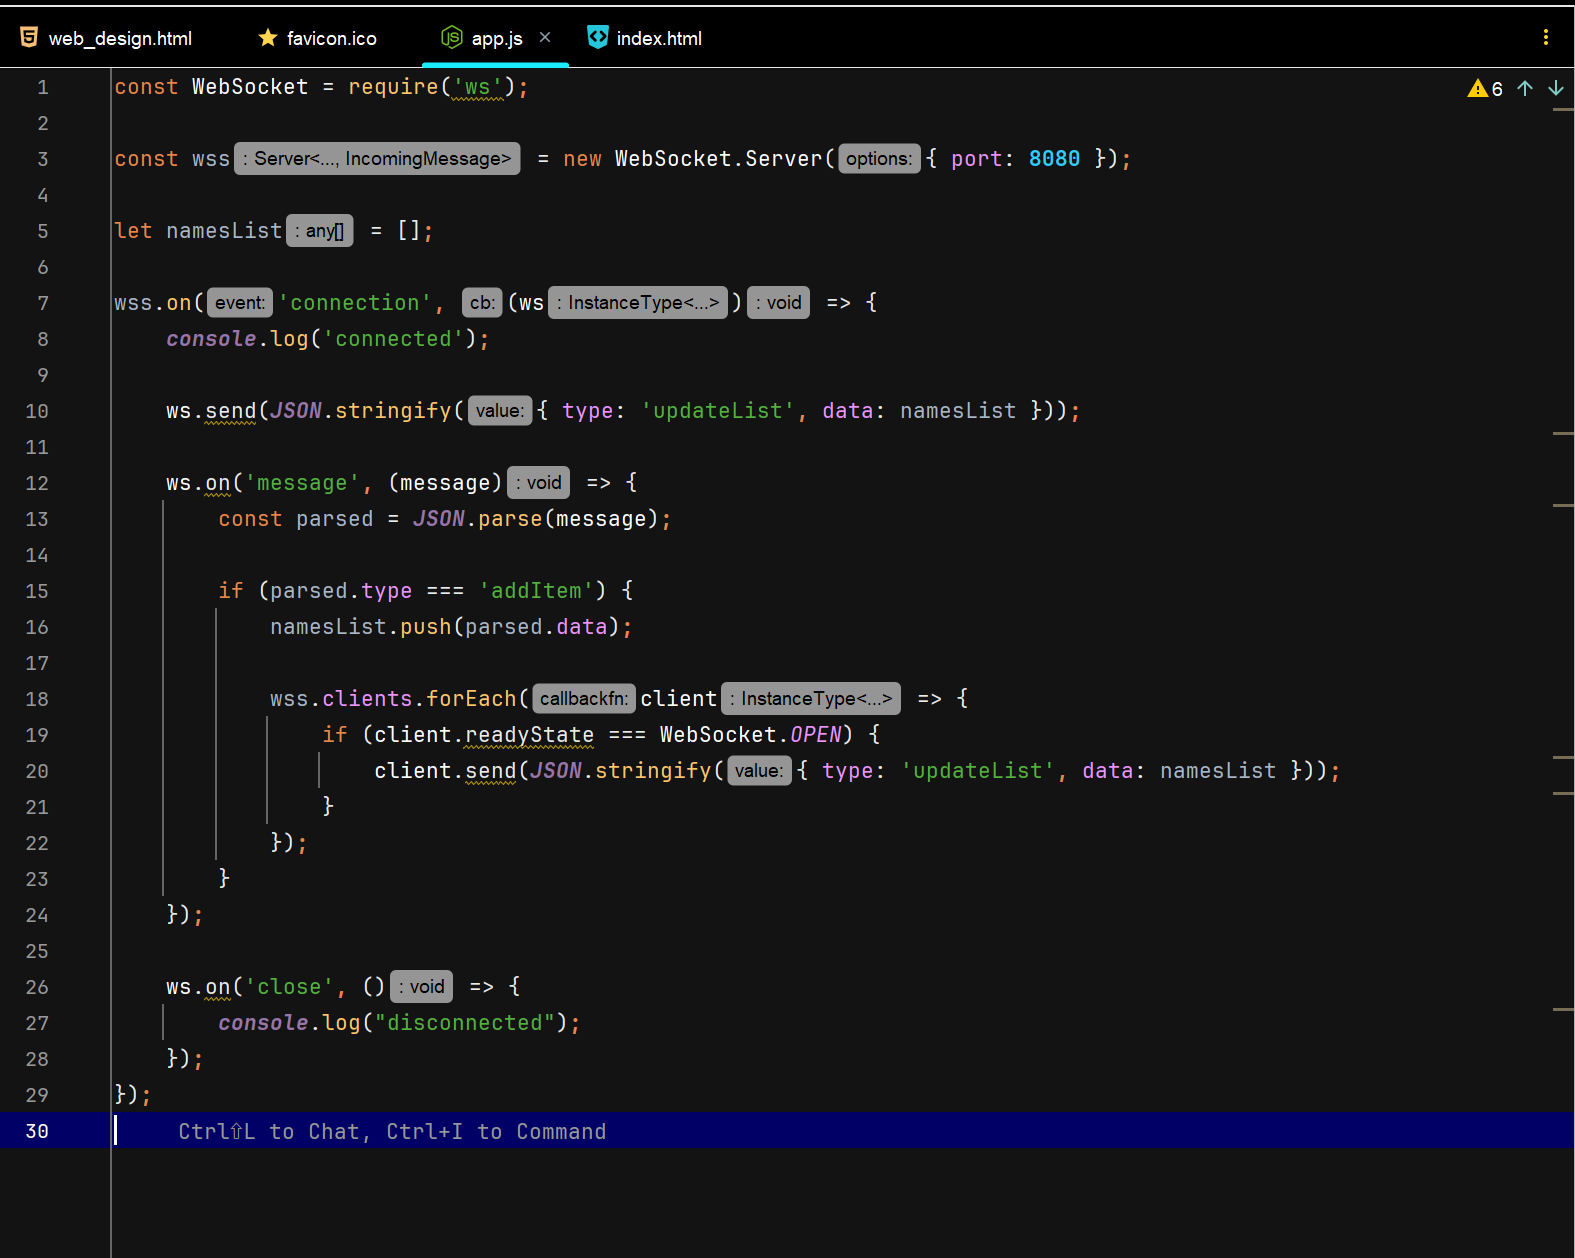 web_design.html favicon.ico app.js × index.html
1 const WebSocket = require('ws'); 6
2
3 const wss : Server<..., IncomingMessage> = new WebSocket.Server( options: { port: 8080 });
4
5 let namesList : any[] = [];
6
7 wss.on( event: 'connection', cb: (ws : InstanceType<...> ) : void => {
8 console.log('connected');
9
10 ws.send(JSON.stringify( value: { type: 'updateList', data: namesList }));
11
12 ws.on('message', (message) : void => {
13 const parsed = JSON.parse(message);
14
15 if (parsed.type === 'addItem') {
16 namesList.push(parsed.data);
17
18 wss.clients.forEach( callbackfn: client : InstanceType<...> => {
19 if (client.readyState === WebSocket.OPEN) {
20 client.send(JSON.stringify( value: { type: 'updateList', data: namesList }));
21 }
22 });
23 }
24 });
25
26 ws.on('close', () : void => {
27 console.log("disconnected");
28 });
29 });
30 Ctrl⇧L to Chat, Ctrl+I to Command